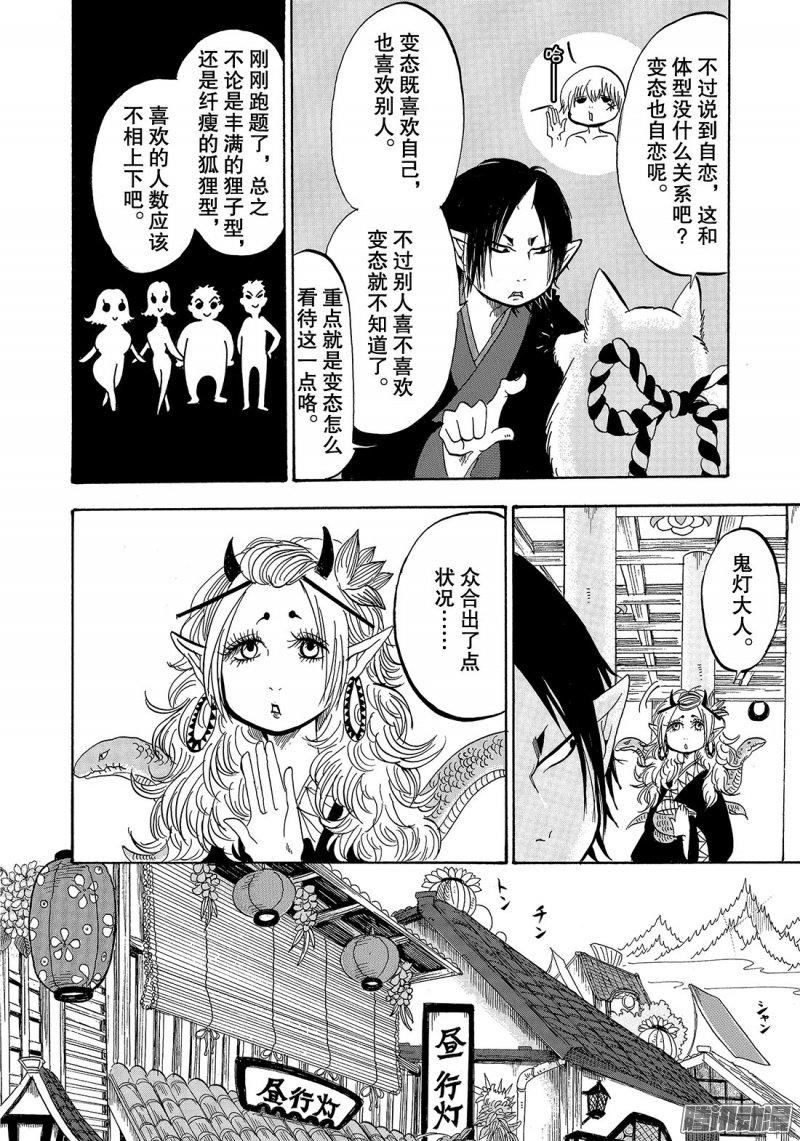 不过说到自恋，这和
体型没什么关系吧？
变态也自恋呢。
哈
变态既喜欢自己，
也喜欢别人。
不过别人喜不喜欢
变态就不知道了。
重点就是变态怎么
看待这一点咯。
刚刚跑题了，总之
不论是丰满的狸子型，
还是纤瘦的狐狸型，
喜欢的人数应该
不相上下吧。
鬼灯大人。
众合出了点
状况……
トン
チン
シャン
昼行灯
昼行灯
腾讯动漫